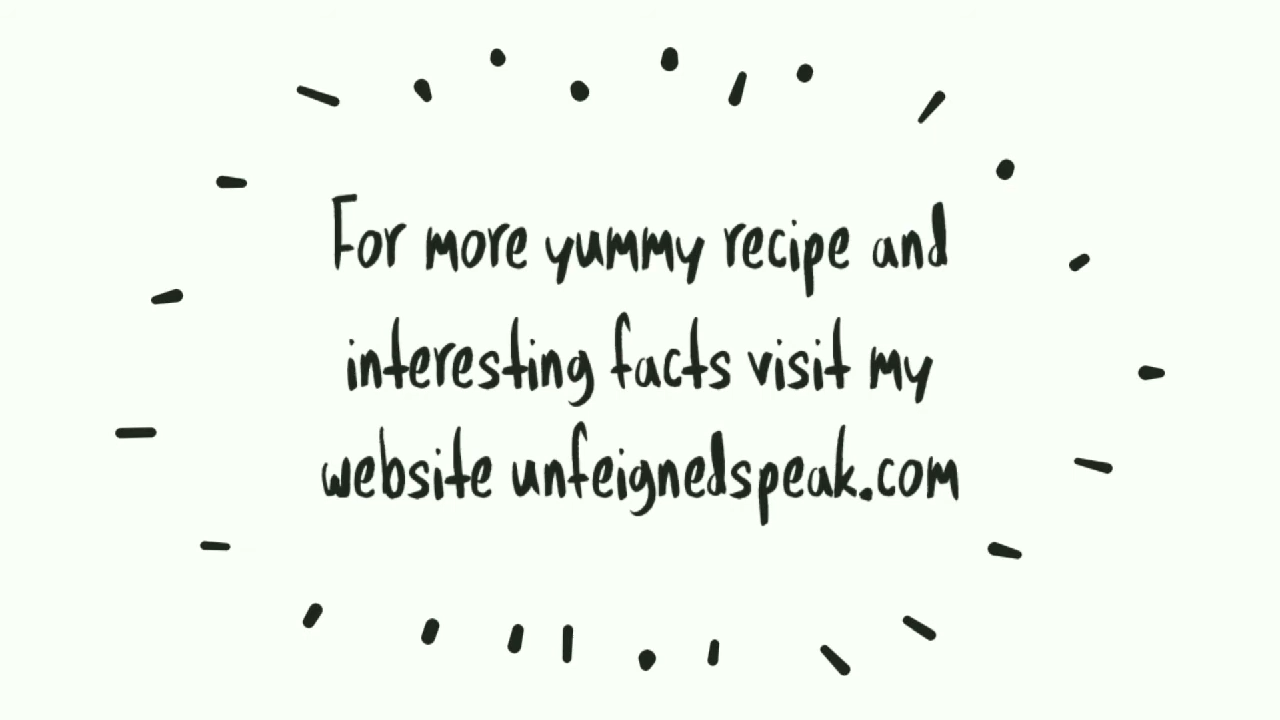 For more yummy recipe and
interesting facts visit my
website unfeignedspeak.com